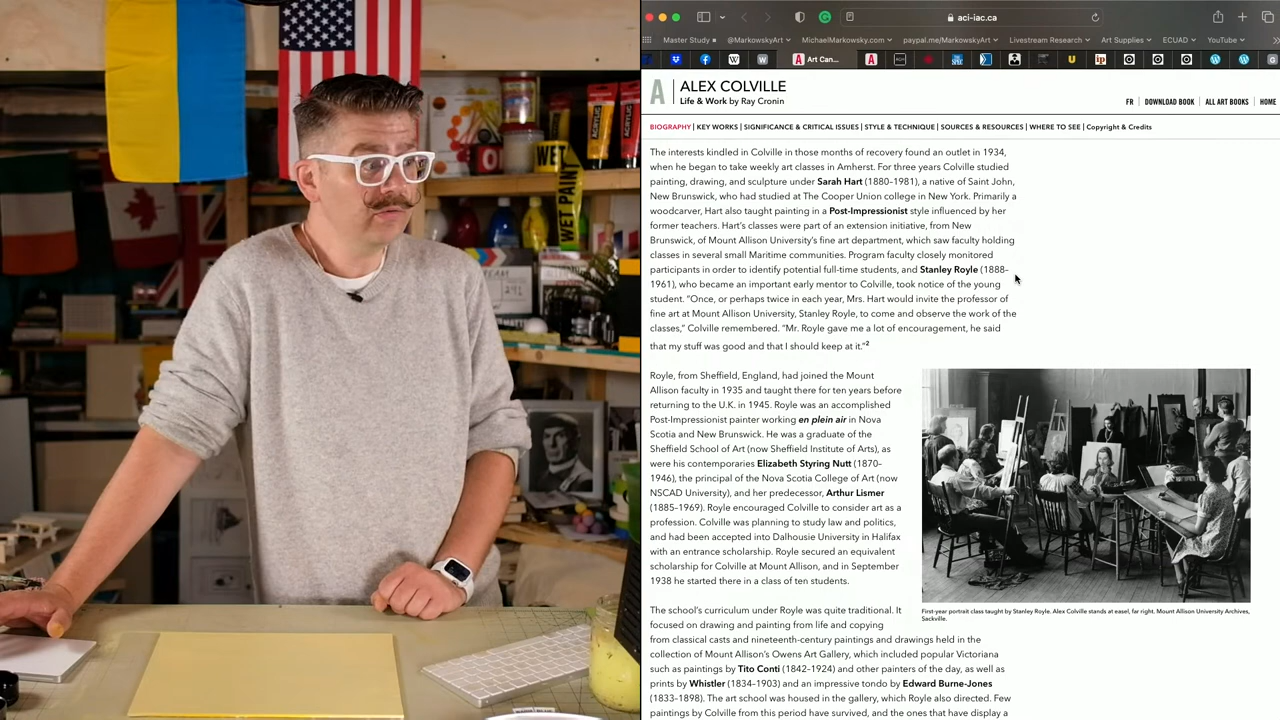 aci-iac.ca
Master Study
@MarkowskyArt
MichaelMarkowsky.com
paypal.me/MarkowskyArt
Livestream Research
Art Supplies
ECUAD
YouTube
Art Can...
ALEX COLVILLE
Life & Work by Ray Cronin
FR | DOWNLOAD BOOK | ALL ART BOOKS | HOME
BIOGRAPHY | KEY WORKS | SIGNIFICANCE & CRITICAL ISSUES | STYLE & TECHNIQUE | SOURCES & RESOURCES | WHERE TO SEE | Copyright & Credits
The interests kindled in Colville in those months of recovery found an outlet in 1934,
when he began to take weekly art classes in Amherst. For three years Colville studied
painting, drawing, and sculpture under Sarah Hart (1880–1981), a native of Saint John,
New Brunswick, who had studied at The Cooper Union college in New York. Primarily a
woodcarver, Hart also taught painting in a Post-Impressionist style influenced by her
former teachers. Hart's classes were part of an extension initiative, from New
Brunswick, of Mount Allison University's fine art department, which saw faculty holding
classes in several small Maritime communities. Program faculty closely monitored
participants in order to identify potential full-time students, and Stanley Royle (1888–
1961), who became an important early mentor to Colville, took notice of the young
student. "Once, or perhaps twice in each year, Mrs. Hart would invite the professor of
fine art at Mount Allison University, Stanley Royle, to come and observe the work of the
classes," Colville remembered. "Mr. Royle gave me a lot of encouragement, he said
that my stuff was good and that I should keep at it."2
Royle, from Sheffield, England, had joined the Mount
Allison faculty in 1935 and taught there for ten years before
returning to the U.K. in 1945. Royle was an accomplished
Post-Impressionist painter working en plein air in Nova
Scotia and New Brunswick. He was a graduate of the
Sheffield School of Art (now Sheffield Institute of Arts), as
were his contemporaries Elizabeth Styring Nutt (1870–
1946), the principal of the Nova Scotia College of Art (now
NSCAD University), and her predecessor, Arthur Lismer
(1885–1969). Royle encouraged Colville to consider art as a
profession. Colville was planning to study law and politics,
and had been accepted into Dalhousie University in Halifax
with an entrance scholarship. Royle secured an equivalent
scholarship for Colville at Mount Allison, and in September
1938 he started there in a class of ten students.
First-year portrait class taught by Stanley Royle. Alex Colville stands at easel, far right. Mount Allison University Archives,
Sackville.
The school's curriculum under Royle was quite traditional. It
focused on drawing and painting from life and copying
from classical casts and nineteenth-century paintings and drawings held in the
collection of Mount Allison's Owens Art Gallery, which included popular Victoriana
such as paintings by Tito Conti (1842–1924) and other painters of the day, as well as
prints by Whistler (1834–1903) and an impressive tondo by Edward Burne-Jones
(1833–1898). The art school was housed in the gallery, which Royle also directed. Few
paintings by Colville from this period have survived, and the ones that have display a
WET PAINT
WET
ACRYLIC
ACRYLIC